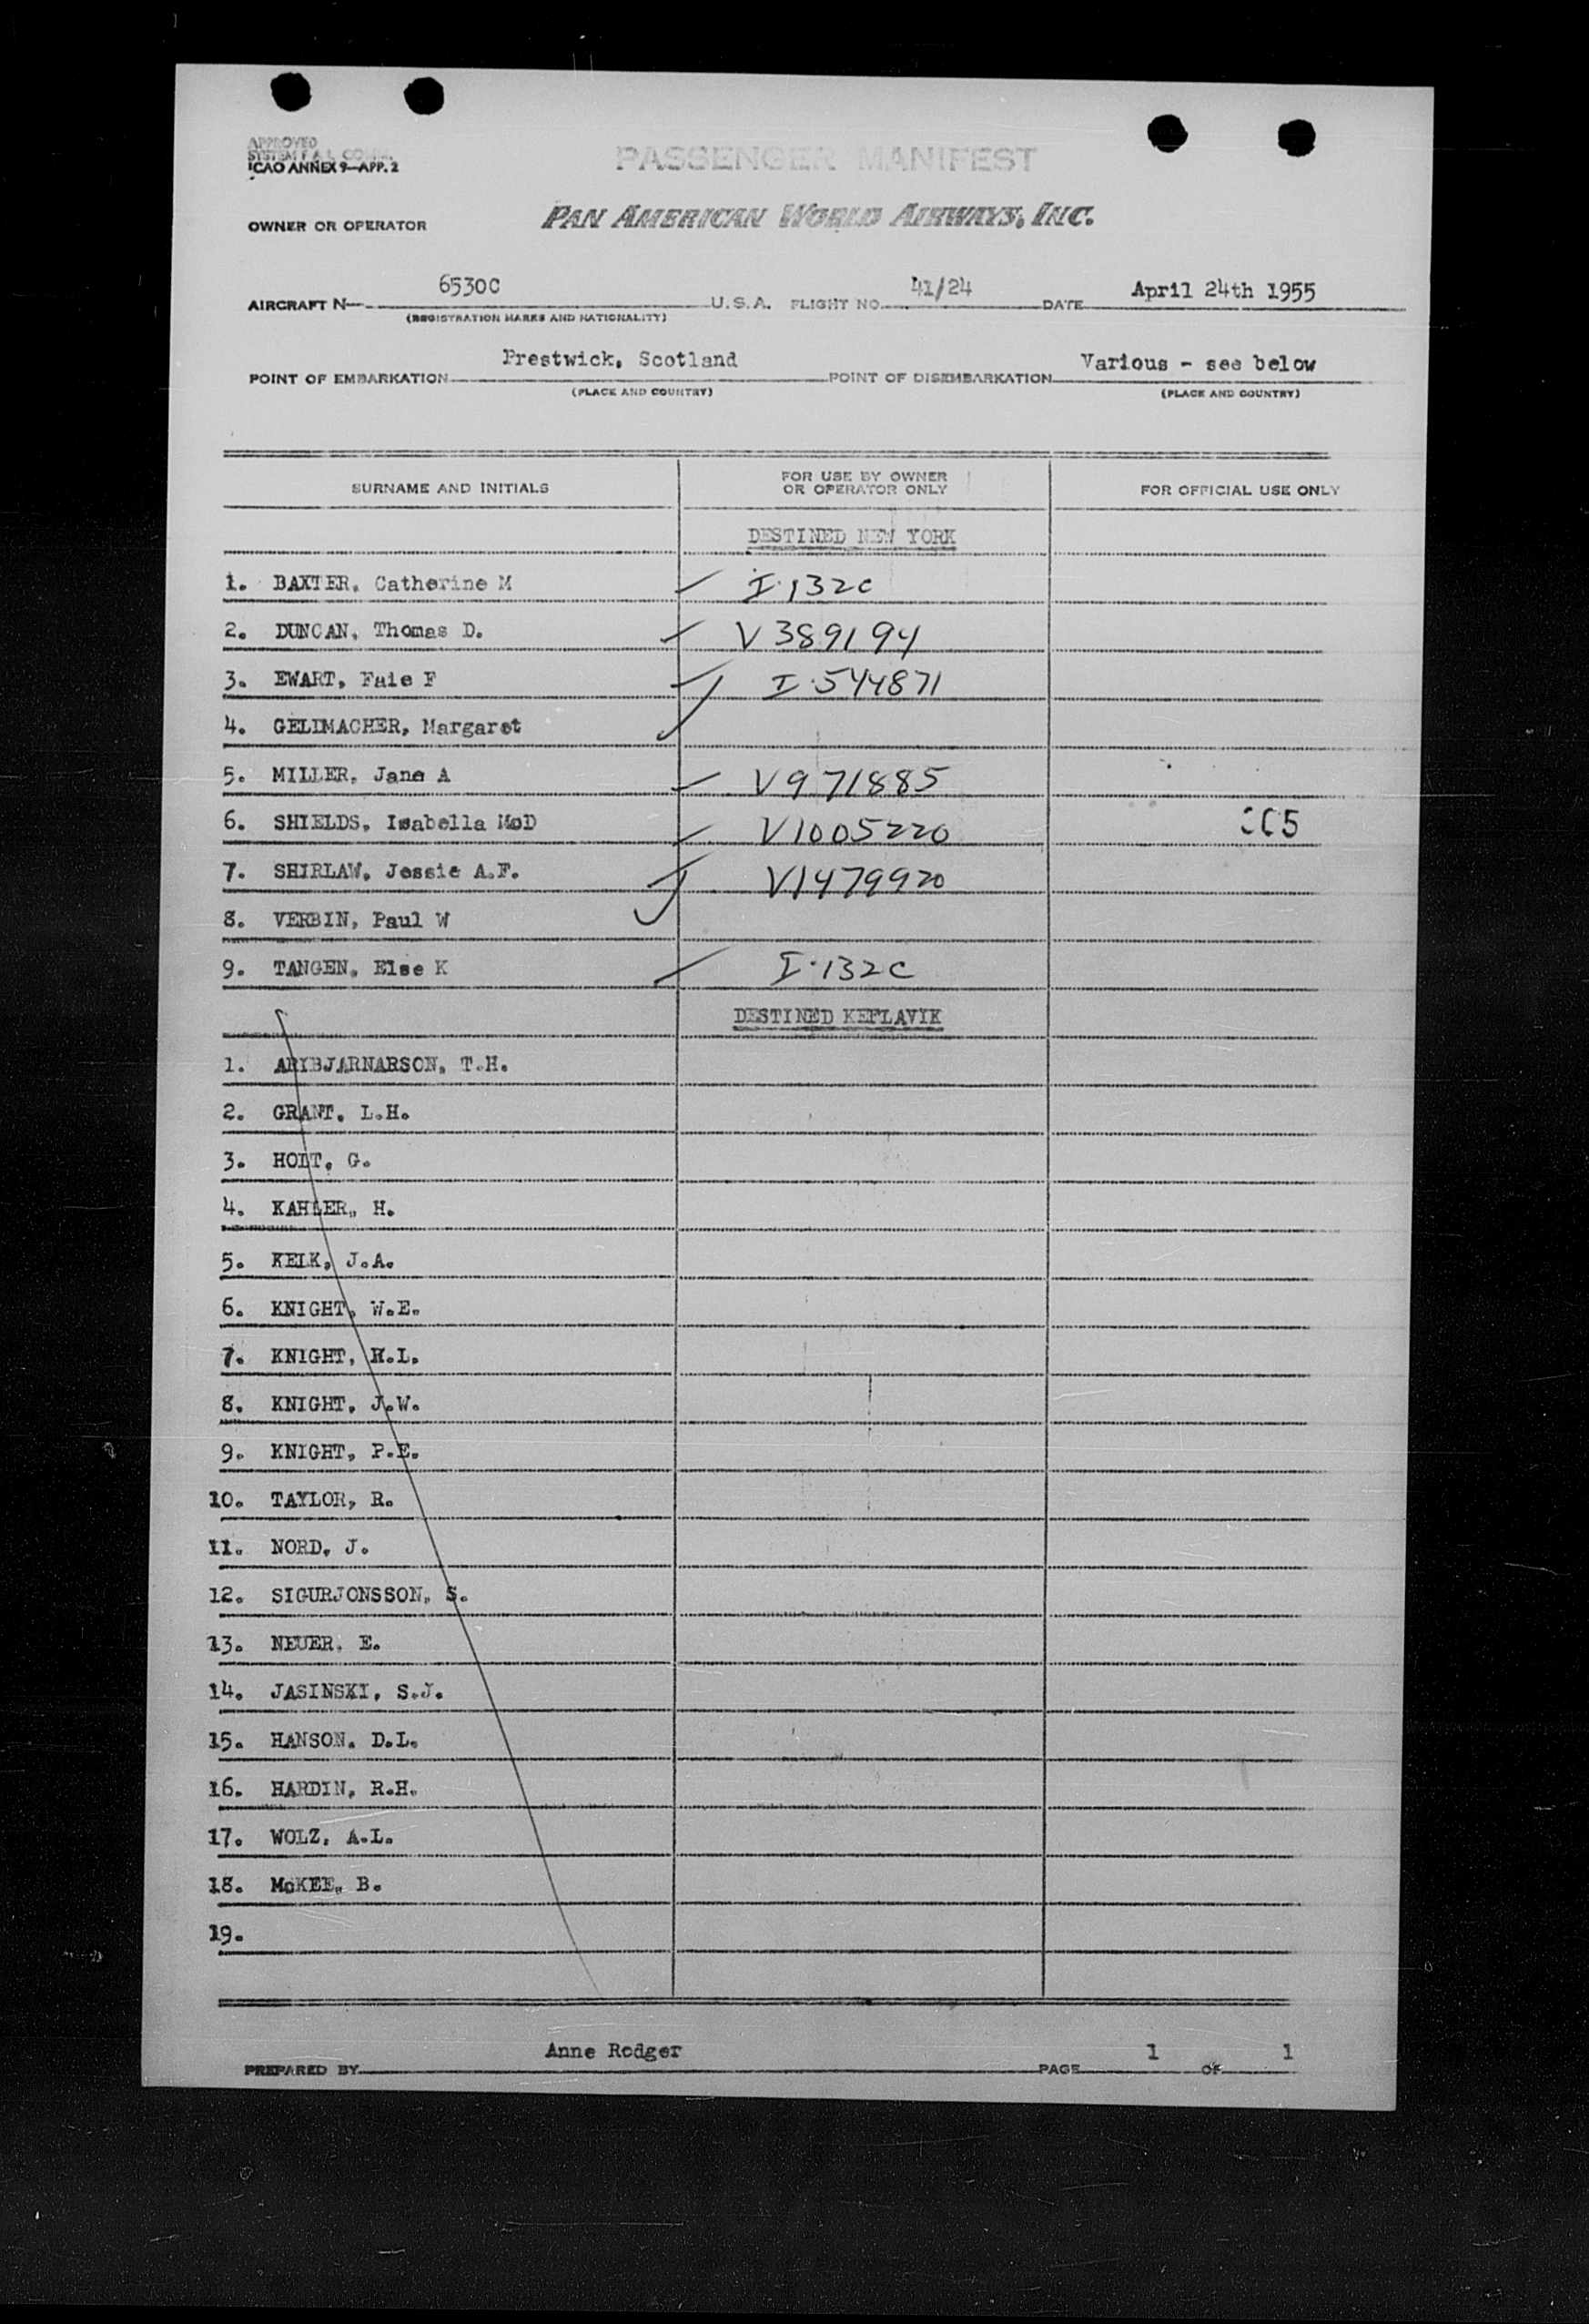 APPROVED
SYSTEM F.A.L. COMM.
ICAO ANNEX 9—APP. 2
PASSENGER MANIFEST
OWNER OR OPERATOR PAN AMERICAN WORLD AIRWAYS, INC.
AIRCRAFT N— 6530C U.S.A. FLIGHT NO. 41/24 DATE April 24th 1955
(REGISTRATION MARKS AND NATIONALITY)
POINT OF EMBARKATION Prestwick, Scotland POINT OF DISEMBARKATION Various - see below
(PLACE AND COUNTRY) (PLACE AND COUNTRY)
SURNAME AND INITIALS FOR USE BY OWNER OR OPERATOR ONLY FOR OFFICIAL USE ONLY
DESTINED NEW YORK
1. BAXTER, Catherine M I-132c
2. DUNCAN, Thomas D. V389194
3. EWART, Faie F I-544871
4. GELIMACHER, Margaret
5. MILLER, Jane A V971885
6. SHIELDS, Isabella McD V1005220
7. SHIRLAW, Jessie A.F. V1479920
8. VERBIN, Paul W
9. TANGEN, Else K I-132C
DESTINED KEFLAVIK
1. ARIBJARNARSON, T.H.
2. GRANT, L.H.
3. HOLT, G.
4. KAHLER, H.
5. KELK, J.A.
6. KNIGHT, W.E.
7. KNIGHT, H.L.
8. KNIGHT, J.W.
9. KNIGHT, P.E.
10. TAYLOR, R.
11. NORD, J.
12. SIGURJONSSON, S.
13. NEUER, E.
14. JASINSKI, S.J.
15. HANSON, D.L.
16. HARDIN, R.H.
17. WOLZ, A.L.
18. McKEE, B.
19.
PREPARED BY Anne Rodger PAGE 1 OF 1